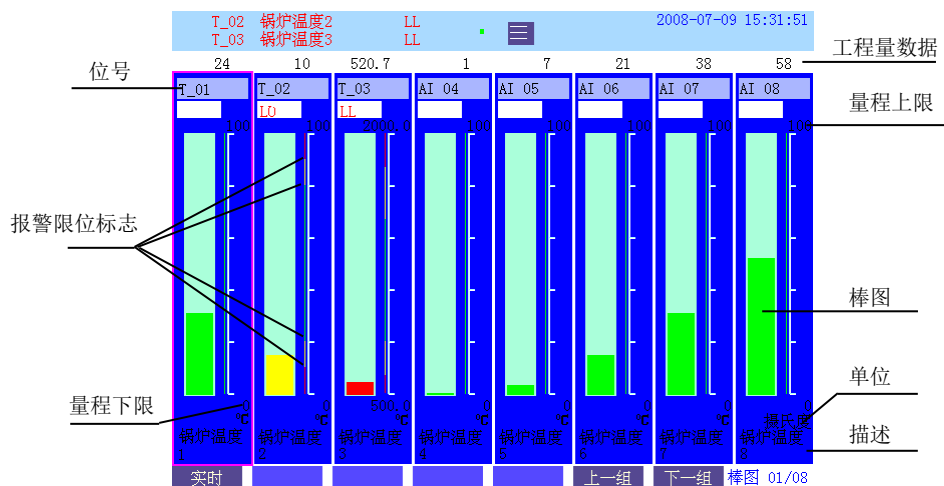 T_02 锅炉温度2 LL 2008-07-09 15:31:51
T_03 锅炉温度3 LL
工程量数据
24 10 520.7 1 7 21 38 58
位号
T_01 T_02 T_03 AI 04 AI 05 AI 06 AI 07 AI 08
量程上限
LO LL
100 100 2000.0 100 100 100 100 100
报警限位标志
棒图
单位
量程下限
0 0 500.0 0 0 0 0 0
℃ ℃ ℃ ℃ ℃ ℃ ℃ 摄氏度
描述
锅炉温度 锅炉温度 锅炉温度 锅炉温度 锅炉温度 锅炉温度 锅炉温度 锅炉温度
1 2 3 4 5 6 7 8
实时 上一组 下一组 棒图 01/08